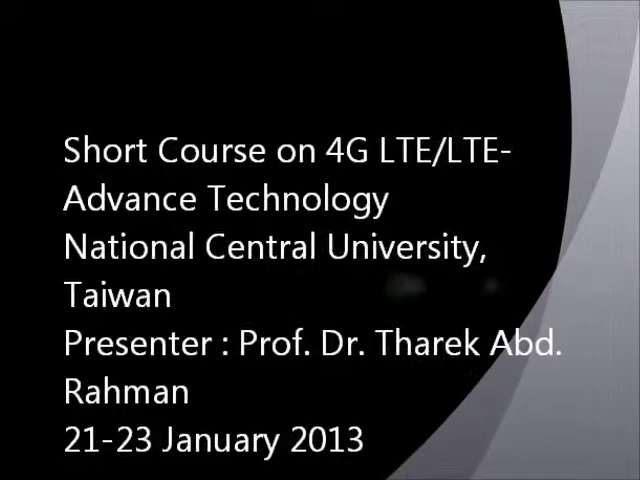 Short Course on 4G LTE/LTE-
Advance Technology
National Central University,
Taiwan
Presenter : Prof. Dr. Tharek Abd.
Rahman
21-23 January 2013